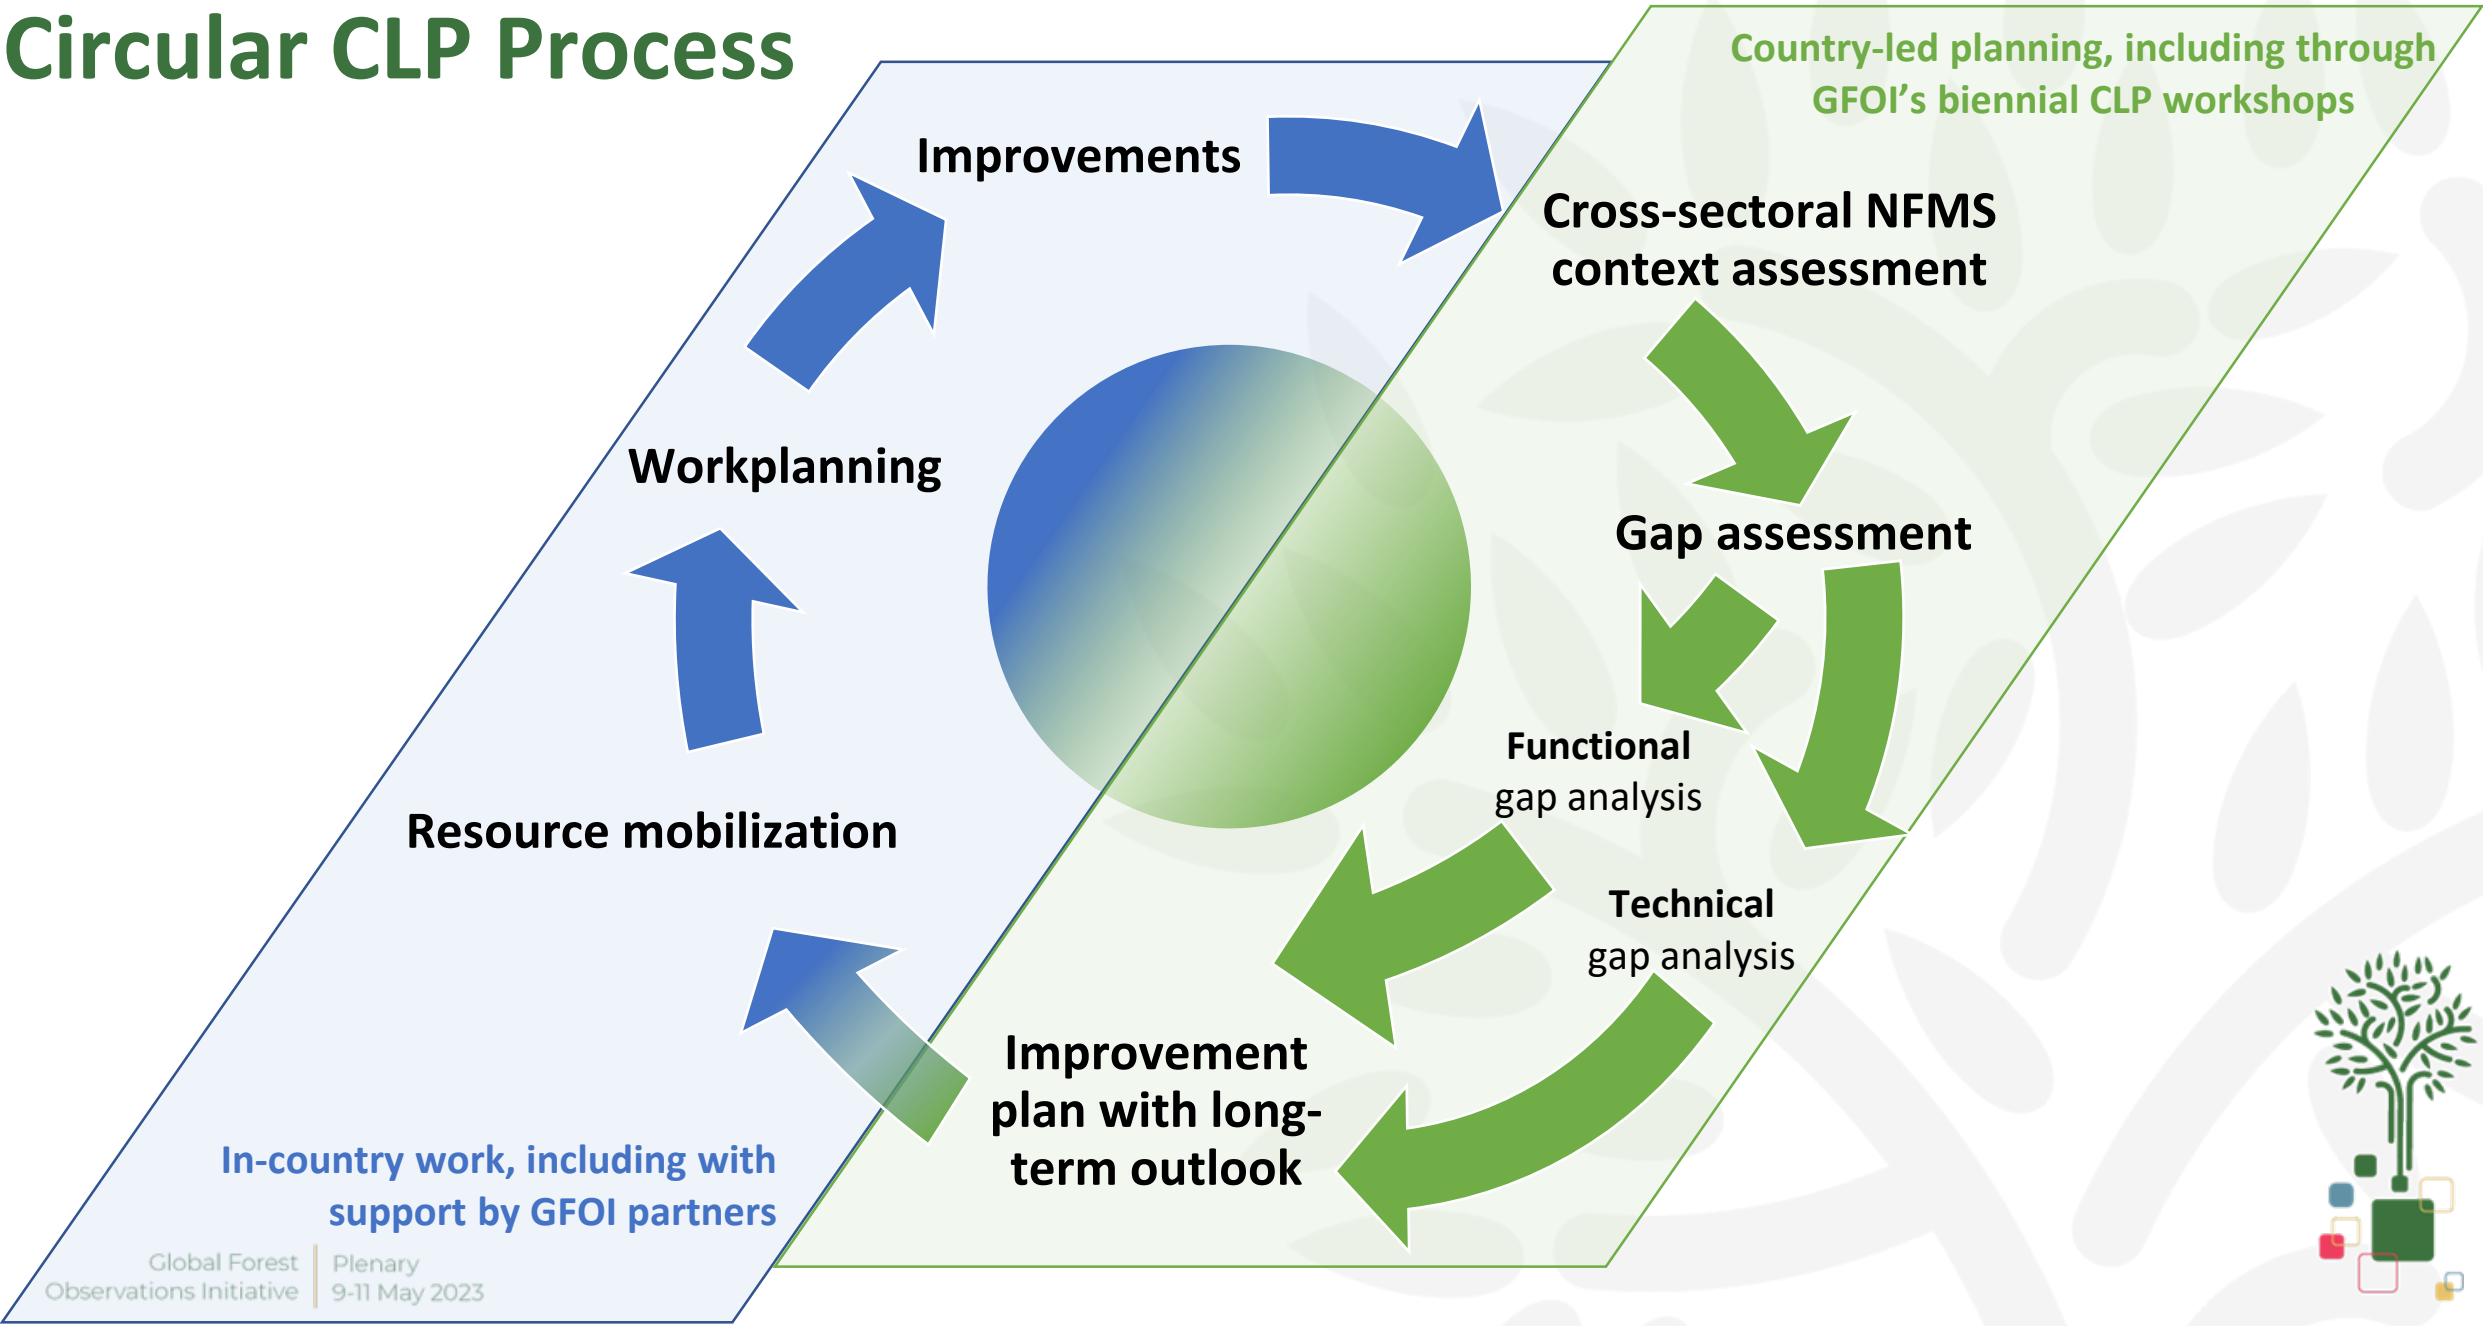 Circular CLP Process
Country-led planning, including through
GFOI’s biennial CLP workshops
Improvements
Cross-sectoral NFMS
context assessment
Workplanning
Gap assessment
Functional
gap analysis
Resource mobilization
Technical
gap analysis
Improvement
plan with long-
term outlook
In-country work, including with
support by GFOI partners
Global Forest
Observations Initiative
Plenary
9-11 May 2023